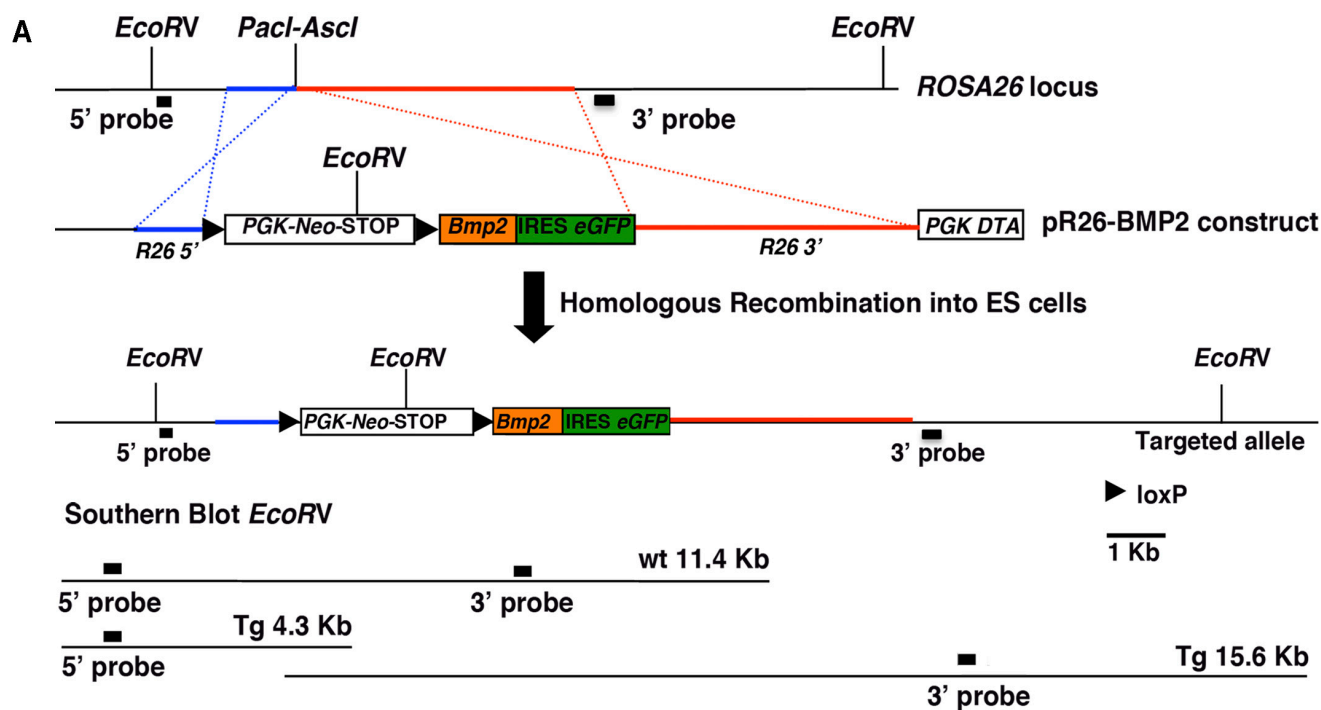 A
EcoRV PacI-AscI EcoRV
ROSA26 locus
5’ probe 3’ probe
EcoRV
PGK-Neo-STOP Bmp2 IRES eGFP PGK DTA pR26-BMP2 construct
R26 5’ R26 3’
Homologous Recombination into ES cells
EcoRV EcoRV EcoRV
PGK-Neo-STOP Bmp2 IRES eGFP
5’ probe 3’ probe Targeted allele
loxP
Southern Blot EcoRV
1 Kb
wt 11.4 Kb
5’ probe 3’ probe
Tg 4.3 Kb
5’ probe Tg 15.6 Kb
3’ probe